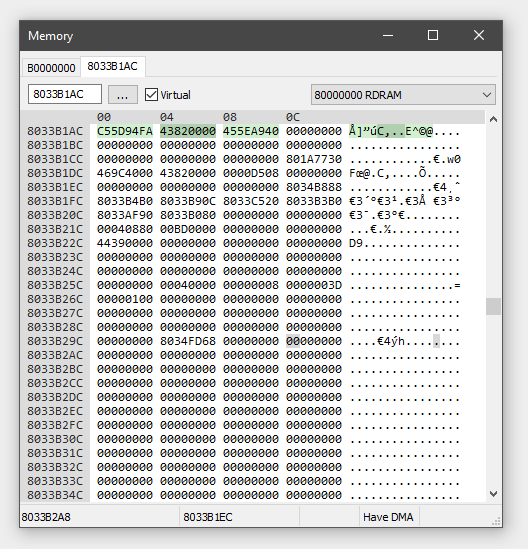 Memory
B0000000 8033B1AC
8033B1AC ... Virtual 80000000 RDRAM
00 04 08 0C
8033B1AC C55D94FA 43820000 455EA940 00000000 Å]”úC‚..E^©@....
8033B1BC 00000000 00000000 00000000 00000000 ................
8033B1CC 00000000 00000000 00000000 801A7730 ............€.w0
8033B1DC 469C4000 43820000 0000D508 00000000 Fœ@.C‚....Õ.....
8033B1EC 00000000 00000000 00000000 8034B888 ............€4¸ˆ
8033B1FC 8033B4B0 8033B90C 8033C520 8033B3B0 €3´°€3¹.€3Å €3³°
8033B20C 8033AF90 8033B080 00000000 00000000 €3¯.€3°€........
8033B21C 00040880 00BD0000 00000000 00000000 ...€.½..........
8033B22C 44390000 00000000 00000000 00000000 D9..............
8033B23C 00000000 00000000 00000000 00000000 ................
8033B24C 00000000 00000000 00000000 00000000 ................
8033B25C 00000000 00040000 00000008 0000003D ...............=
8033B26C 00000100 00000000 00000000 00000000 ................
8033B27C 00000000 00000000 00000000 00000000 ................
8033B28C 00000000 00000000 00000000 00000000 ................
8033B29C 00000000 8034FD68 00000000 00000000 ....€4ýh........
8033B2AC 00000000 00000000 00000000 00000000 ................
8033B2BC 00000000 00000000 00000000 00000000 ................
8033B2CC 00000000 00000000 00000000 00000000 ................
8033B2DC 00000000 00000000 00000000 00000000 ................
8033B2EC 00000000 00000000 00000000 00000000 ................
8033B2FC 00000000 00000000 00000000 00000000 ................
8033B30C 00000000 00000000 00000000 00000000 ................
8033B31C 00000000 00000000 00000000 00000000 ................
8033B32C 00000000 00000000 00000000 00000000 ................
8033B33C 00000000 00000000 00000000 00000000 ................
8033B34C 00000000 00000000 00000000 00000000 ................
8033B2A8 8033B1EC Have DMA